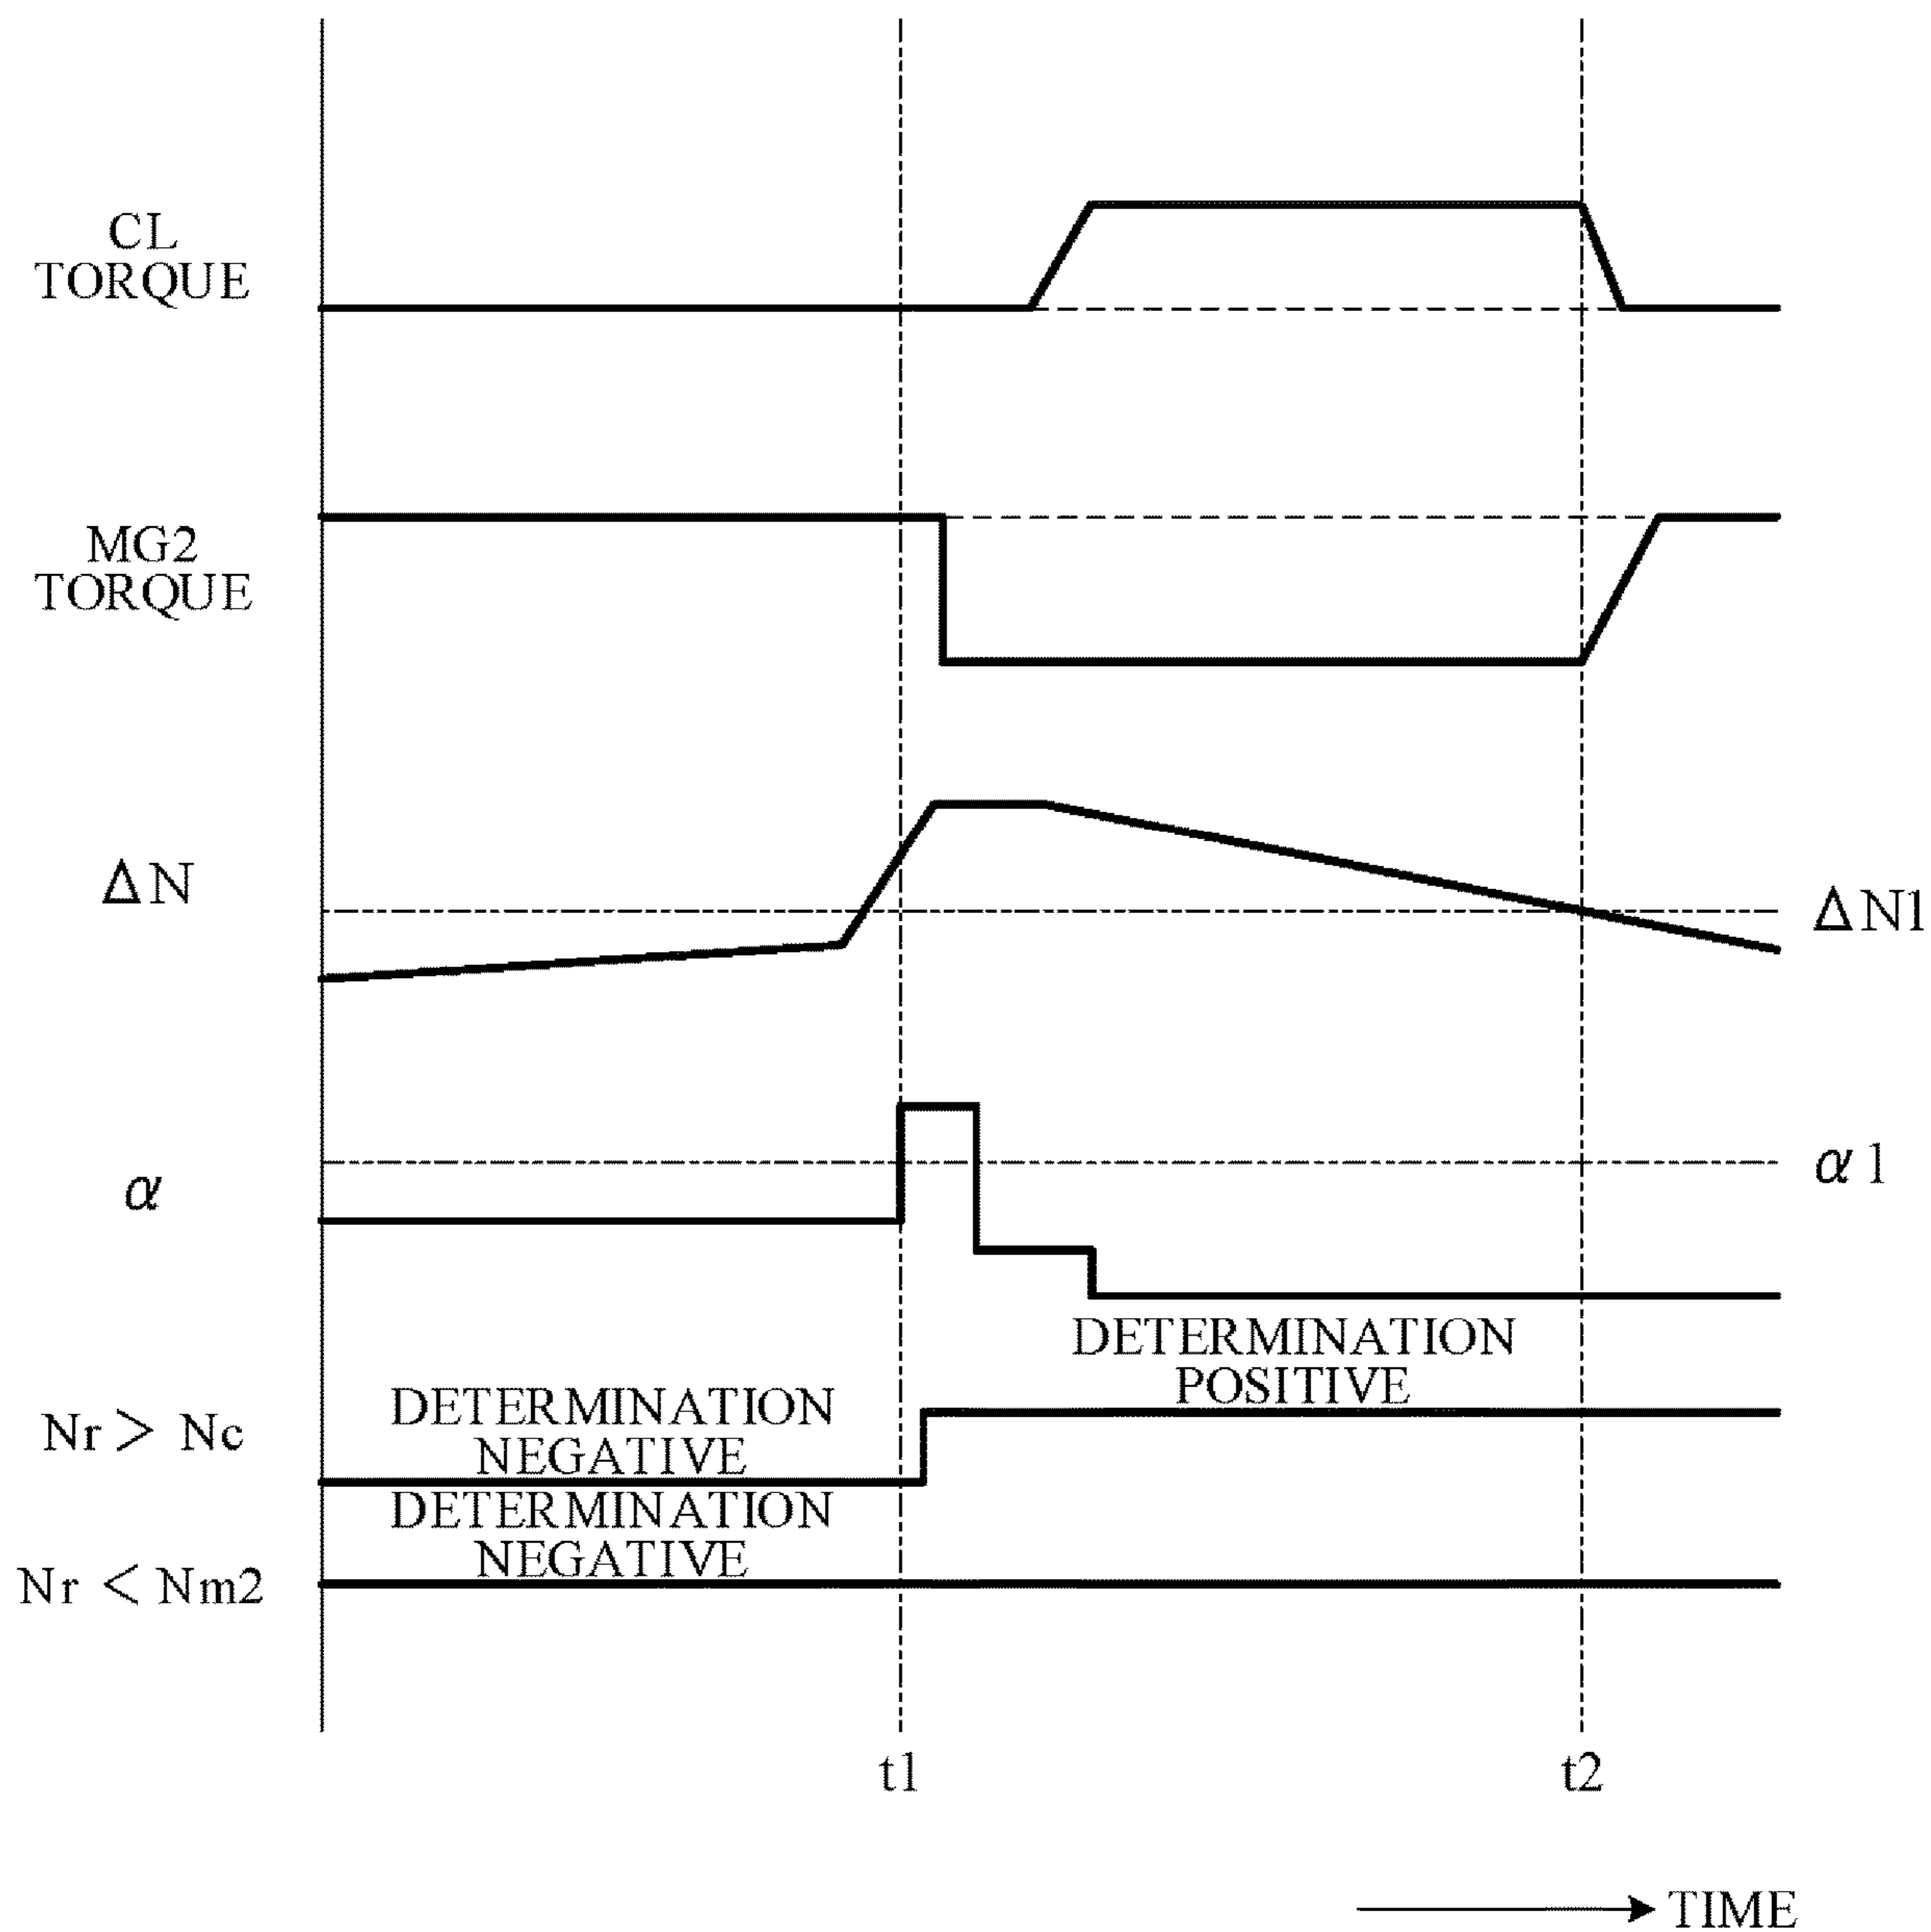 CL
TORQUE
MG2
TORQUE
ΔN
ΔN1
α
α1
DETERMINATION
POSITIVE
Nr > Nc
DETERMINATION
NEGATIVE
DETERMINATION
NEGATIVE
Nr < Nm2
t1
t2
TIME